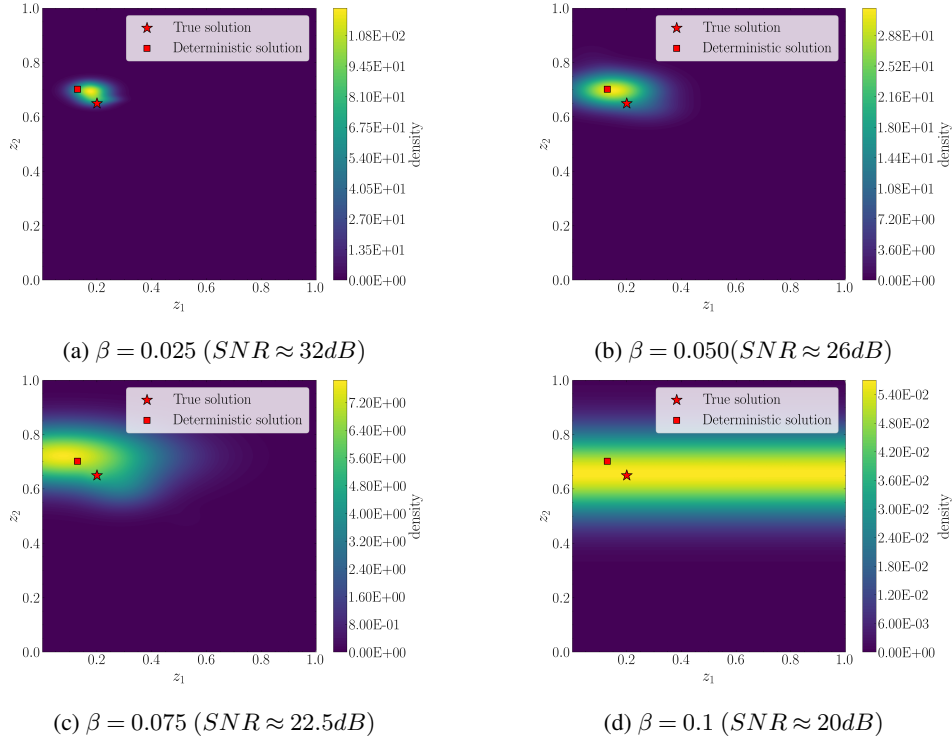 True solution
Deterministic solution
1.0
0.8
0.6
0.4
0.2
0.0
z2
0.2 0.4 0.6 0.8 1.0
z1
1.08E+02
9.45E+01
8.10E+01
6.75E+01
5.40E+01
4.05E+01
2.70E+01
1.35E+01
0.00E+00
density
(a) β = 0.025 (SNR ≈ 32dB)
True solution
Deterministic solution
1.0
0.8
0.6
0.4
0.2
0.0
z2
0.2 0.4 0.6 0.8 1.0
z1
2.88E+01
2.52E+01
2.16E+01
1.80E+01
1.44E+01
1.08E+01
7.20E+00
3.60E+00
0.00E+00
density
(b) β = 0.050(SNR ≈ 26dB)
True solution
Deterministic solution
1.0
0.8
0.6
0.4
0.2
0.0
z2
0.2 0.4 0.6 0.8 1.0
z1
7.20E+00
6.40E+00
5.60E+00
4.80E+00
4.00E+00
3.20E+00
2.40E+00
1.60E+00
8.00E-01
0.00E+00
density
(c) β = 0.075 (SNR ≈ 22.5dB)
True solution
Deterministic solution
1.0
0.8
0.6
0.4
0.2
0.0
z2
0.2 0.4 0.6 0.8 1.0
z1
5.40E-02
4.80E-02
4.20E-02
3.60E-02
3.00E-02
2.40E-02
1.80E-02
1.20E-02
6.00E-03
0.00E+00
density
(d) β = 0.1 (SNR ≈ 20dB)